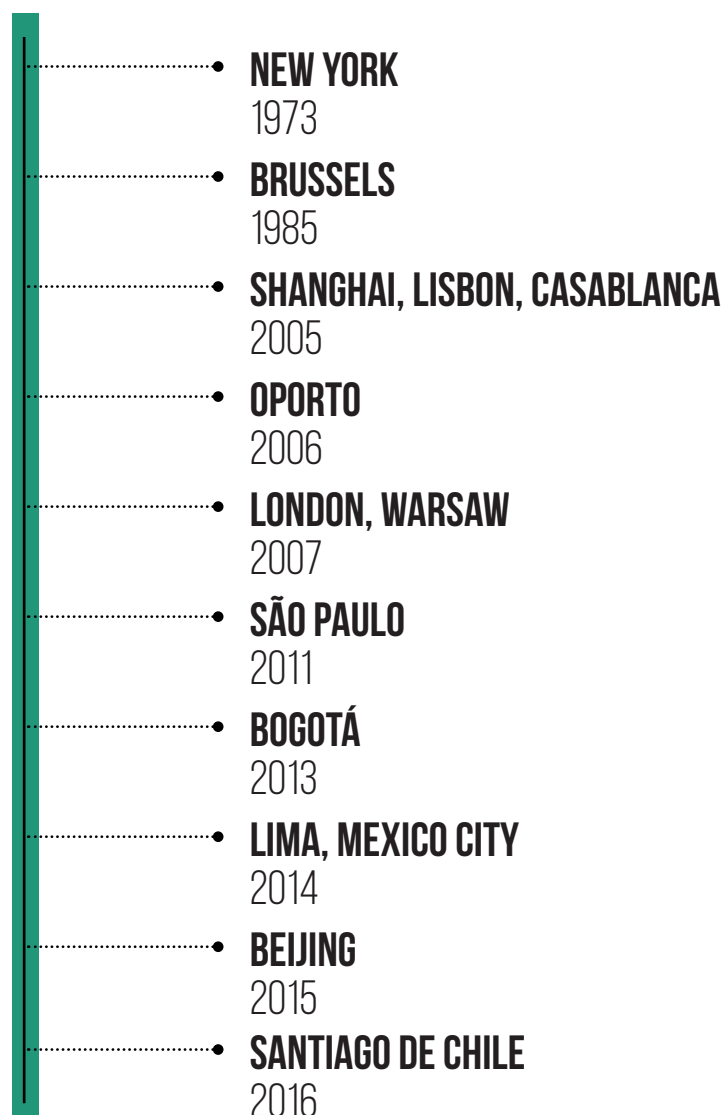 NEW YORK
1973
BRUSSELS
1985
SHANGHAI, LISBON, CASABLANCA
2005
OPORTO
2006
LONDON, WARSAW
2007
SÃO PAULO
2011
BOGOTÁ
2013
LIMA, MEXICO CITY
2014
BEIJING
2015
SANTIAGO DE CHILE
2016